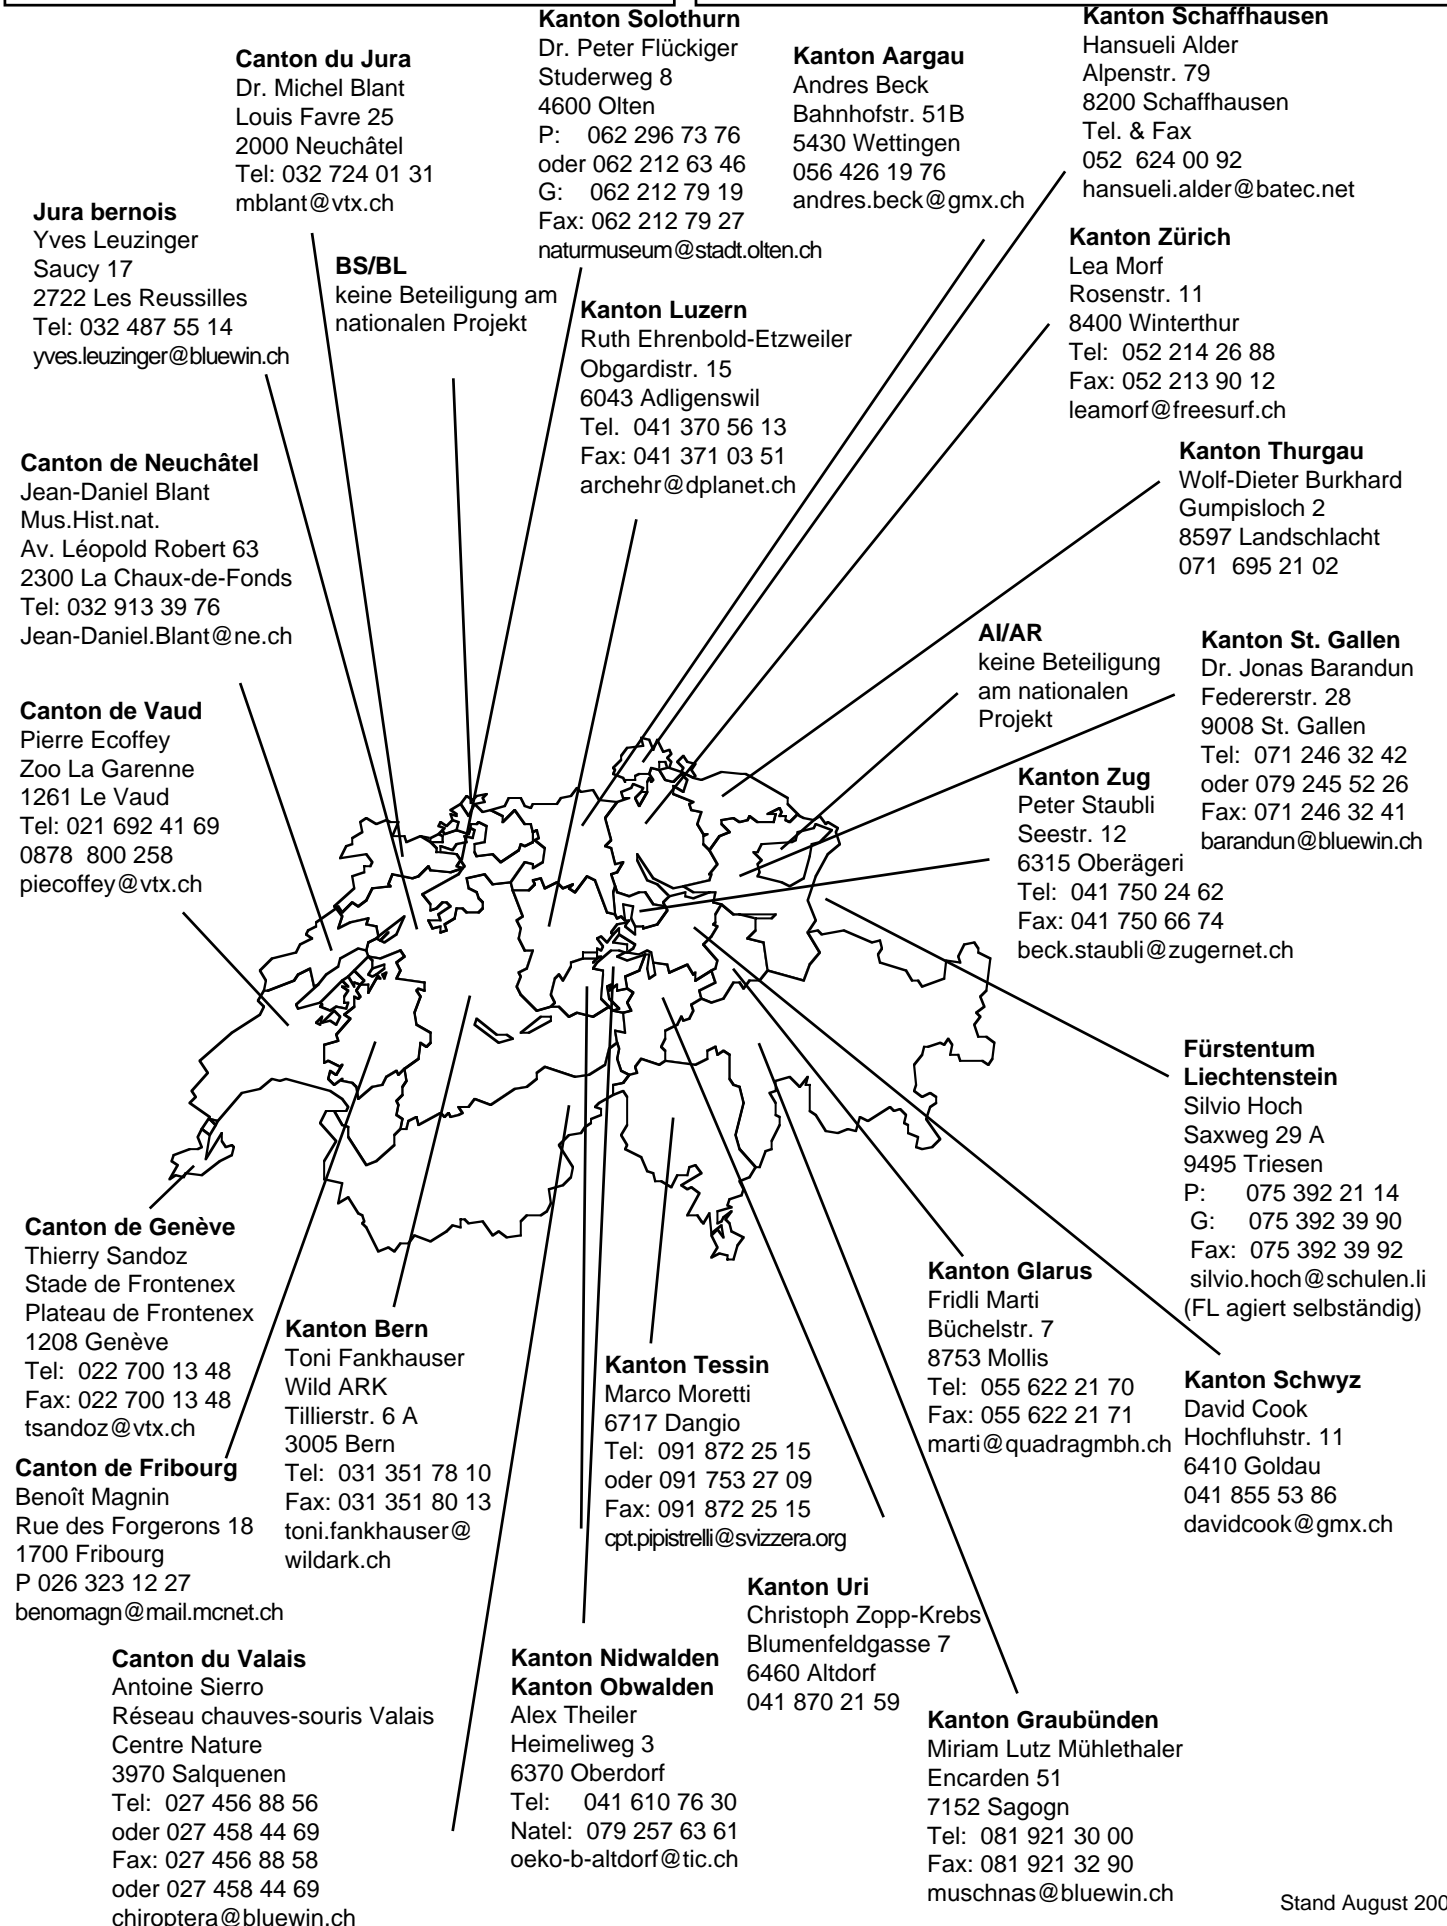 Kanton Solothurn
Dr. Peter Flückiger
Studerweg 8
4600 Olten
P: 062 296 73 76
oder 062 212 63 46
G: 062 212 79 19
Fax: 062 212 79 27
naturmuseum@stadt.olten.ch
Kanton Schaffhausen
Hansueli Alder
Alpenstr. 79
8200 Schaffhausen
Tel. & Fax
052 624 00 92
hansueli.alder@batec.net
Canton du Jura
Dr. Michel Blant
Louis Favre 25
2000 Neuchâtel
Tel: 032 724 01 31
mblant@vtx.ch
Kanton Aargau
Andres Beck
Bahnhofstr. 51B
5430 Wettingen
056 426 19 76
andres.beck@gmx.ch
Jura bernois
Yves Leuzinger
Saucy 17
2722 Les Reussilles
Tel: 032 487 55 14
yves.leuzinger@bluewin.ch
BS/BL
keine Beteiligung am
nationalen Projekt
Kanton Luzern
Ruth Ehrenbold-Etzweiler
Obgardistr. 15
6043 Adligenswil
Tel. 041 370 56 13
Fax: 041 371 03 51
archehr@dplanet.ch
Kanton Zürich
Lea Morf
Rosenstr. 11
8400 Winterthur
Tel: 052 214 26 88
Fax: 052 213 90 12
leamorf@freesurf.ch
Canton de Neuchâtel
Jean-Daniel Blant
Mus.Hist.nat.
Av. Léopold Robert 63
2300 La Chaux-de-Fonds
Tel: 032 913 39 76
Jean-Daniel.Blant@ne.ch
Kanton Thurgau
Wolf-Dieter Burkhard
Gumpisloch 2
8597 Landschlacht
071 695 21 02
AI/AR
keine Beteiligung
am nationalen
Projekt
Kanton St. Gallen
Dr. Jonas Barandun
Federerstr. 28
9008 St. Gallen
Tel: 071 246 32 42
oder 079 245 52 26
Fax: 071 246 32 41
barandun@bluewin.ch
Canton de Vaud
Pierre Ecoffey
Zoo La Garenne
1261 Le Vaud
Tel: 021 692 41 69
0878 800 258
piecoffey@vtx.ch
Kanton Zug
Peter Staubli
Seestr. 12
6315 Oberägeri
Tel: 041 750 24 62
Fax: 041 750 66 74
beck.staubli@zugernet.ch
Fürstentum
Liechtenstein
Silvio Hoch
Saxweg 29 A
9495 Triesen
P: 075 392 21 14
G: 075 392 39 90
Fax: 075 392 39 92
silvio.hoch@schulen.li
(FL agiert selbständig)
Canton de Genève
Thierry Sandoz
Stade de Frontenex
Plateau de Frontenex
1208 Genève
Tel: 022 700 13 48
Fax: 022 700 13 48
tsandoz@vtx.ch
Kanton Bern
Toni Fankhauser
Wild ARK
Tillierstr. 6 A
3005 Bern
Tel: 031 351 78 10
Fax: 031 351 80 13
toni.fankhauser@
wildark.ch
Kanton Tessin
Marco Moretti
6717 Dangio
Tel: 091 872 25 15
oder 091 753 27 09
Fax: 091 872 25 15
cpt.pipistrelli@svizzera.org
Kanton Glarus
Fridli Marti
Büchelstr. 7
8753 Mollis
Tel: 055 622 21 70
Fax: 055 622 21 71
marti@quadragmbh.ch
Kanton Schwyz
David Cook
Hochfluhstr. 11
6410 Goldau
041 855 53 86
davidcook@gmx.ch
Canton de Fribourg
Benoît Magnin
Rue des Forgerons 18
1700 Fribourg
P 026 323 12 27
benomagn@mail.mcnet.ch
Kanton Uri
Christoph Zopp-Krebs
Blumenfeldgasse 7
6460 Altdorf
041 870 21 59
Canton du Valais
Antoine Sierro
Réseau chauves-souris Valais
Centre Nature
3970 Salquenen
Tel: 027 456 88 56
oder 027 458 44 69
Fax: 027 456 88 58
oder 027 458 44 69
chiroptera@bluewin.ch
Kanton Nidwalden
Kanton Obwalden
Alex Theiler
Heimeliweg 3
6370 Oberdorf
Tel: 041 610 76 30
Natel: 079 257 63 61
oeko-b-altdorf@tic.ch
Kanton Graubünden
Miriam Lutz Mühlethaler
Encarden 51
7152 Sagogn
Tel: 081 921 30 00
Fax: 081 921 32 90
muschnas@bluewin.ch
Stand August 200